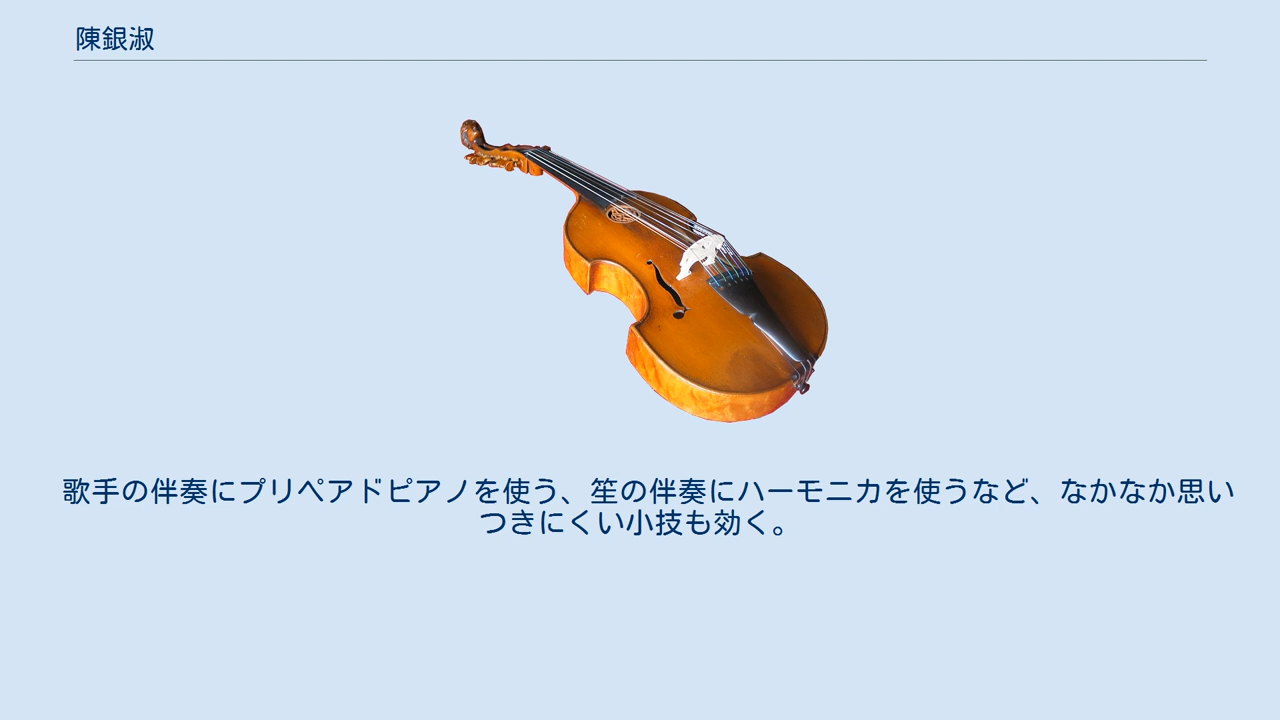 陳銀淑
歌手の伴奏にプリペアドピアノを使う、笙の伴奏にハーモニカを使うなど、なかなか思い
つきにくい小技も効く。